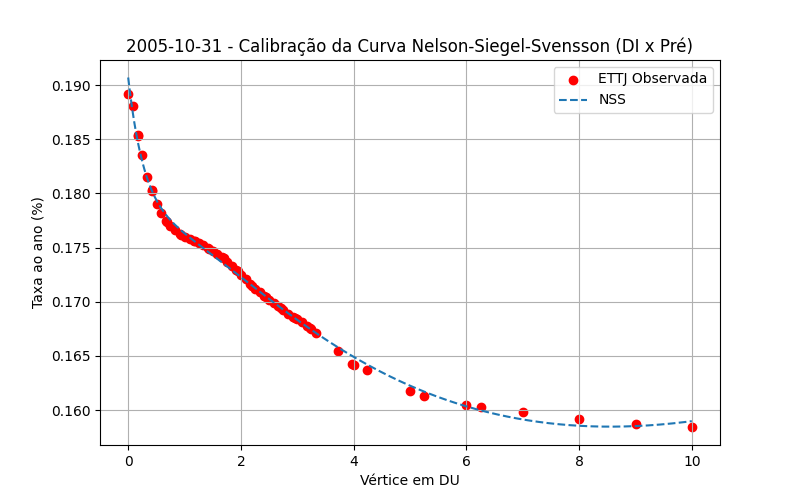 2005-10-31 - Calibração da Curva Nelson-Siegel-Svensson (DI x Pré)
ETTJ Observada
NSS
0.190
0.185
0.180
0.175
0.170
0.165
0.160
Taxa ao ano (%)
0 2 4 6 8 10
Vértice em DU